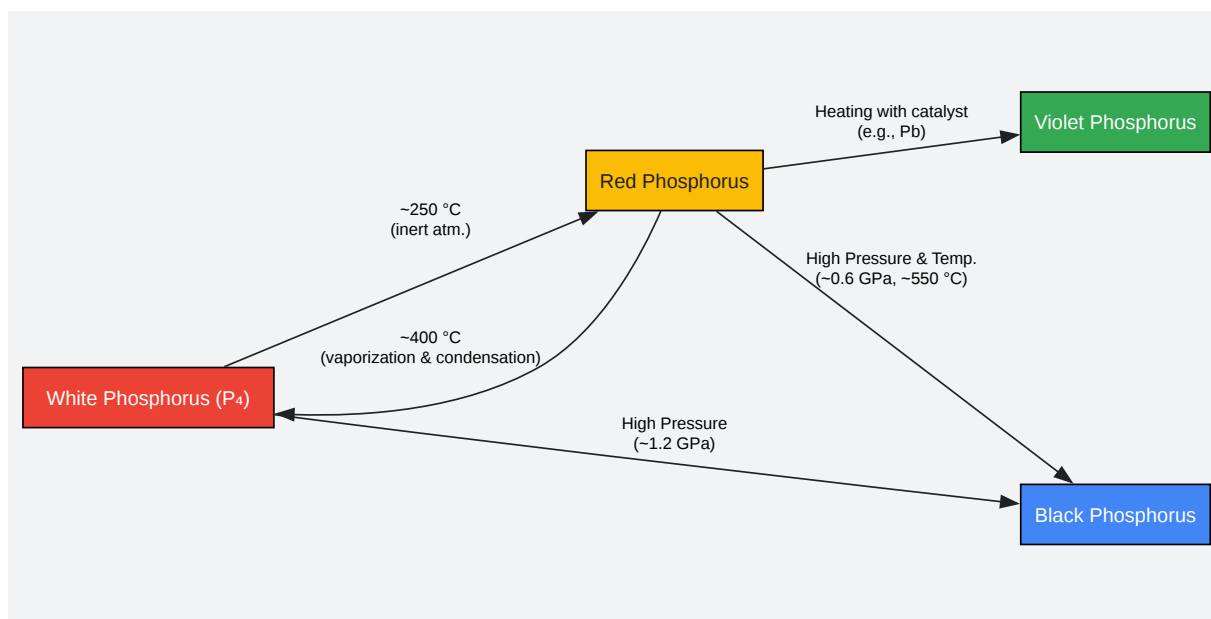 Heating with catalyst
(e.g., Pb)
Violet Phosphorus
Red Phosphorus
~250 °C
(inert atm.)
High Pressure & Temp.
(~0.6 GPa, ~550 °C)
~400 °C
(vaporization & condensation)
White Phosphorus (P₄)
High Pressure
(~1.2 GPa)
Black Phosphorus